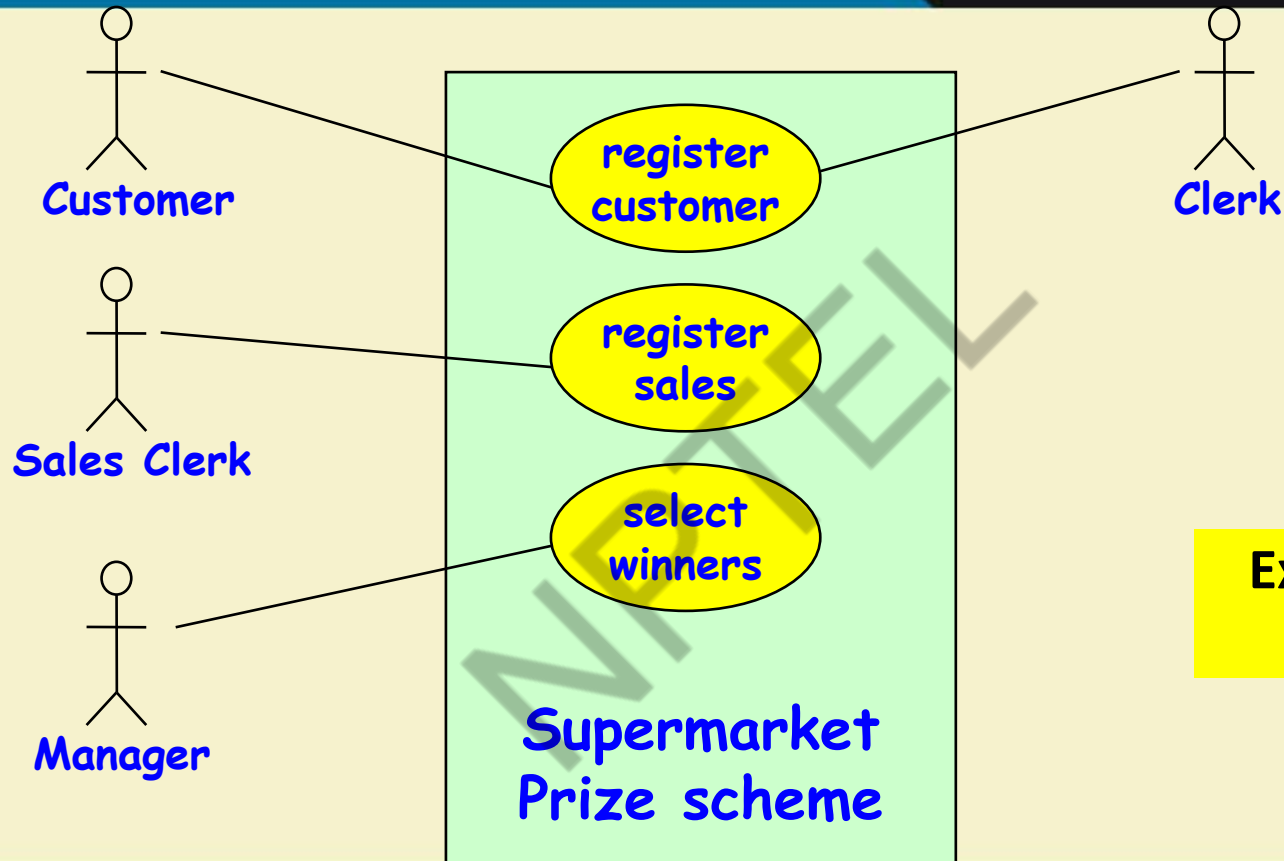 register
customer
Customer
Clerk
register
sales
Sales Clerk
select
winners
Manager
Supermarket
Prize scheme
NPTEL